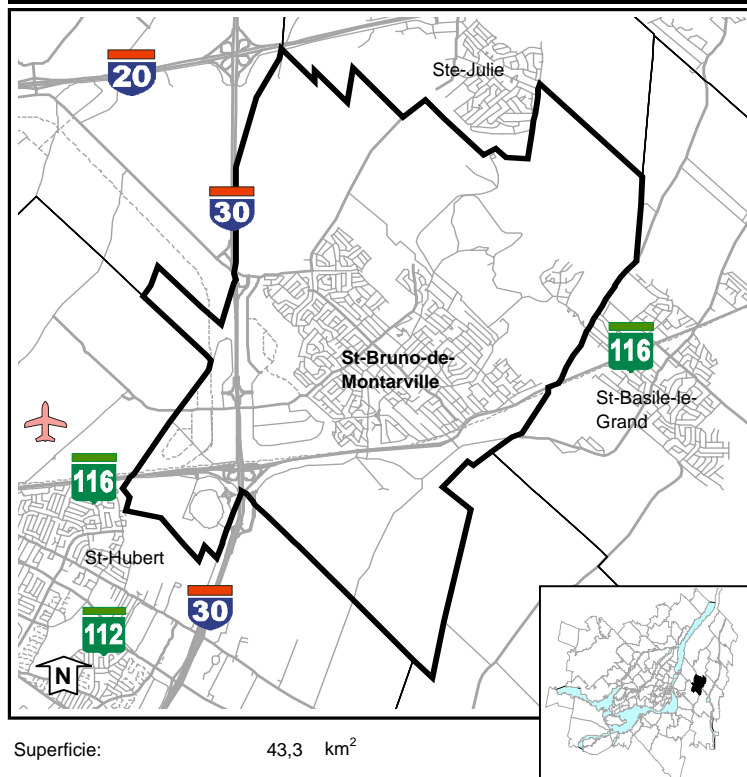 Ste-Julie
20
30
St-Bruno-de-
Montarville
116
St-Basile-le-
Grand
116
St-Hubert
30
112
N
Superficie: 43,3 km²